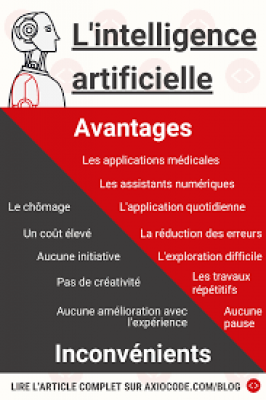 L'intelligence
artificielle
Avantages
Les applications médicales
Les assistants numériques
Le chômage
L'application quotidienne
Un coût élevé
La réduction des erreurs
Aucune initiative
L'exploration difficile
Pas de créativité
Les travaux
répétitifs
Aucune amélioration avec
l'expérience
Aucune
pause
Inconvénients
LIRE L'ARTICLE COMPLET SUR AXIOCODE.COM/BLOG